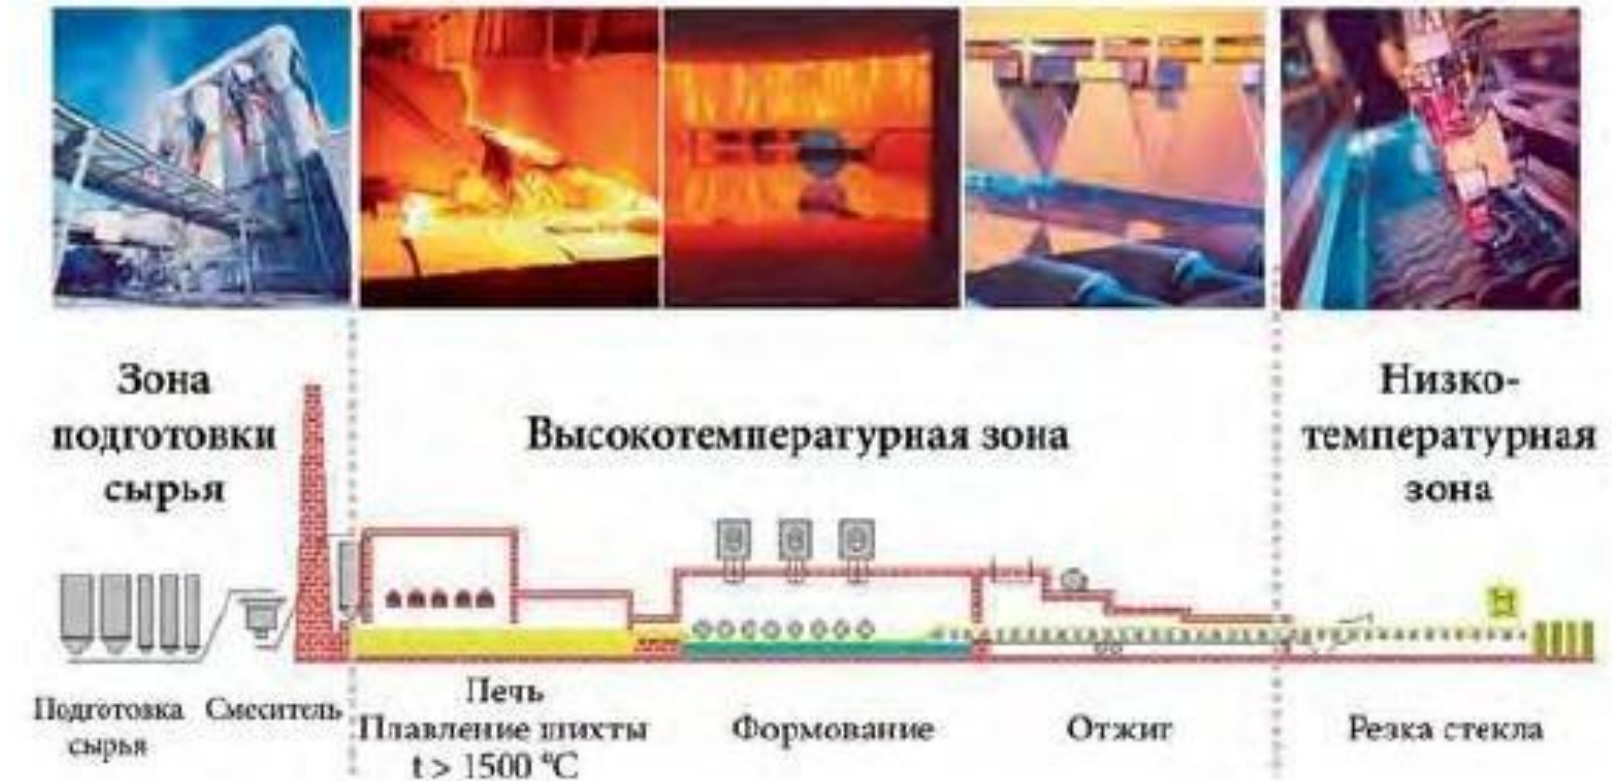 Зона
подготовки
сырья
Высокотемпературная зона
Низко-
температурная
зона
Подготовка
сырья
Смеситель
Печь
Плавление шихты
t > 1500 °C
Формование
Отжиг
Резка стекла